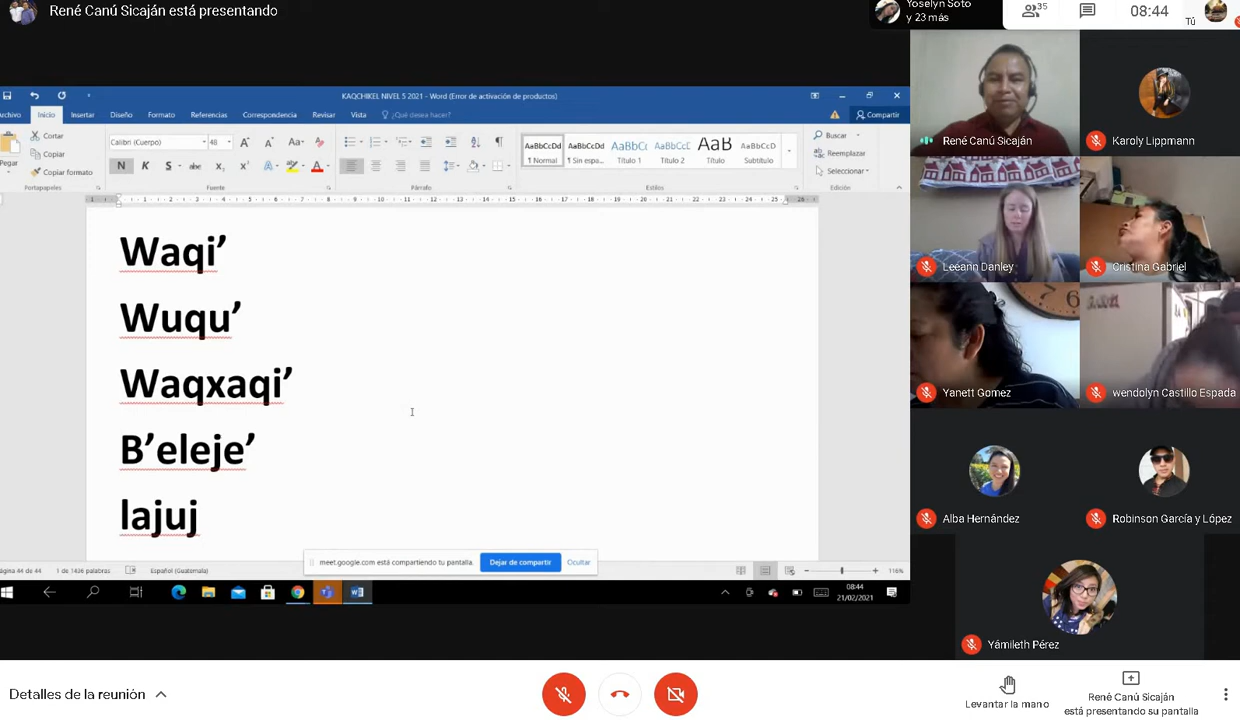 René Canú Sicaján está presentando
Yoselyn Soto
y 23 más
35
08:44
Tú
KAQCHIKEL NIVEL 5 2021 - Word (Error de activación de productos)
Archivo Inicio Insertar Diseño Formato Referencias Correspondencia Revisar Vista ¿Qué desea hacer? Compartir
Pegar
Cortar
Copiar
Copiar formato
Portapapeles
Calibri (Cuerpo) 48
N K S abc
Fuente
Párrafo
AaBbCcDd AaBbCcDd AaBbCc AaBbCcC AaB AaBbCcD
¶ Normal ¶ Sin espa... Título 1 Título 2 Título Subtítulo
Estilos
Buscar
Reemplazar
Seleccionar
Edición
Waqi’
Wuqu’
Waqxaqi’
B’eleje’
lajuj
meet.google.com está compartiendo tu pantalla. Dejar de compartir Ocultar
Página 44 de 44 1 de 1436 palabras Español (Guatemala) 116%
08:44
21/02/2021
René Canú Sicaján
Karoly Lippmann
Leeann Danley
Cristina Gabriel
Yanett Gomez
wendolyn Castillo Espada
Alba Hernández
Robinson García y López
Yámileth Pérez
Detalles de la reunión
Levantar la mano
René Canú Sicaján
está presentando su pantalla